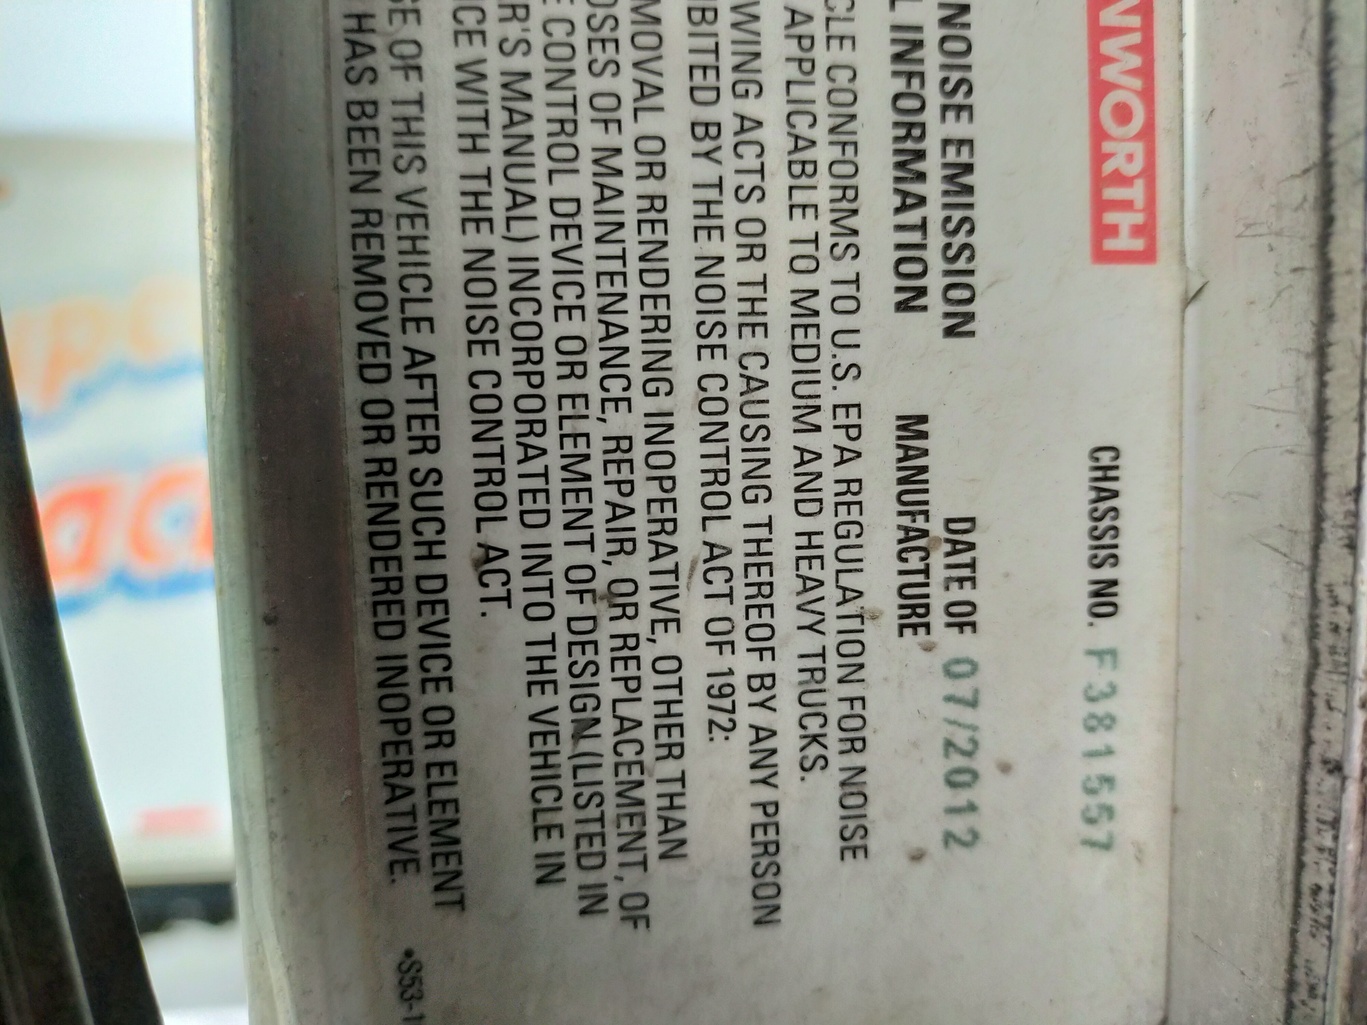 NWORTH
CHASSIS NO. F381557
NOISE EMISSION
DATE OF 07/2012
INFORMATION
MANUFACTURE
CLE CONFORMS TO U.S. EPA REGULATION FOR NOISE
APPLICABLE TO MEDIUM AND HEAVY TRUCKS.
WING ACTS OR THE CAUSING THEREOF BY ANY PERSON
IBITED BY THE NOISE CONTROL ACT OF 1972:
MOVAL OR RENDERING INOPERATIVE, OTHER THAN
OSES OF MAINTENANCE, REPAIR, OR REPLACEMENT, OF
E CONTROL DEVICE OR ELEMENT OF DESIGN (LISTED IN
R'S MANUAL) INCORPORATED INTO THE VEHICLE IN
CE WITH THE NOISE CONTROL ACT.
E OF THIS VEHICLE AFTER SUCH DEVICE OR ELEMENT
HAS BEEN REMOVED OR RENDERED INOPERATIVE.
•S53-1